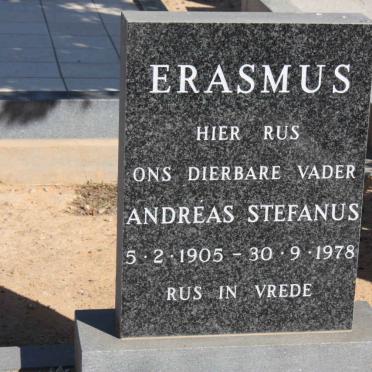 ERASMUS
HIER RUS
ONS DIERBARE VADER
ANDREAS STEFANUS
5·2·1905 – 30·9·1978
RUS IN VREDE